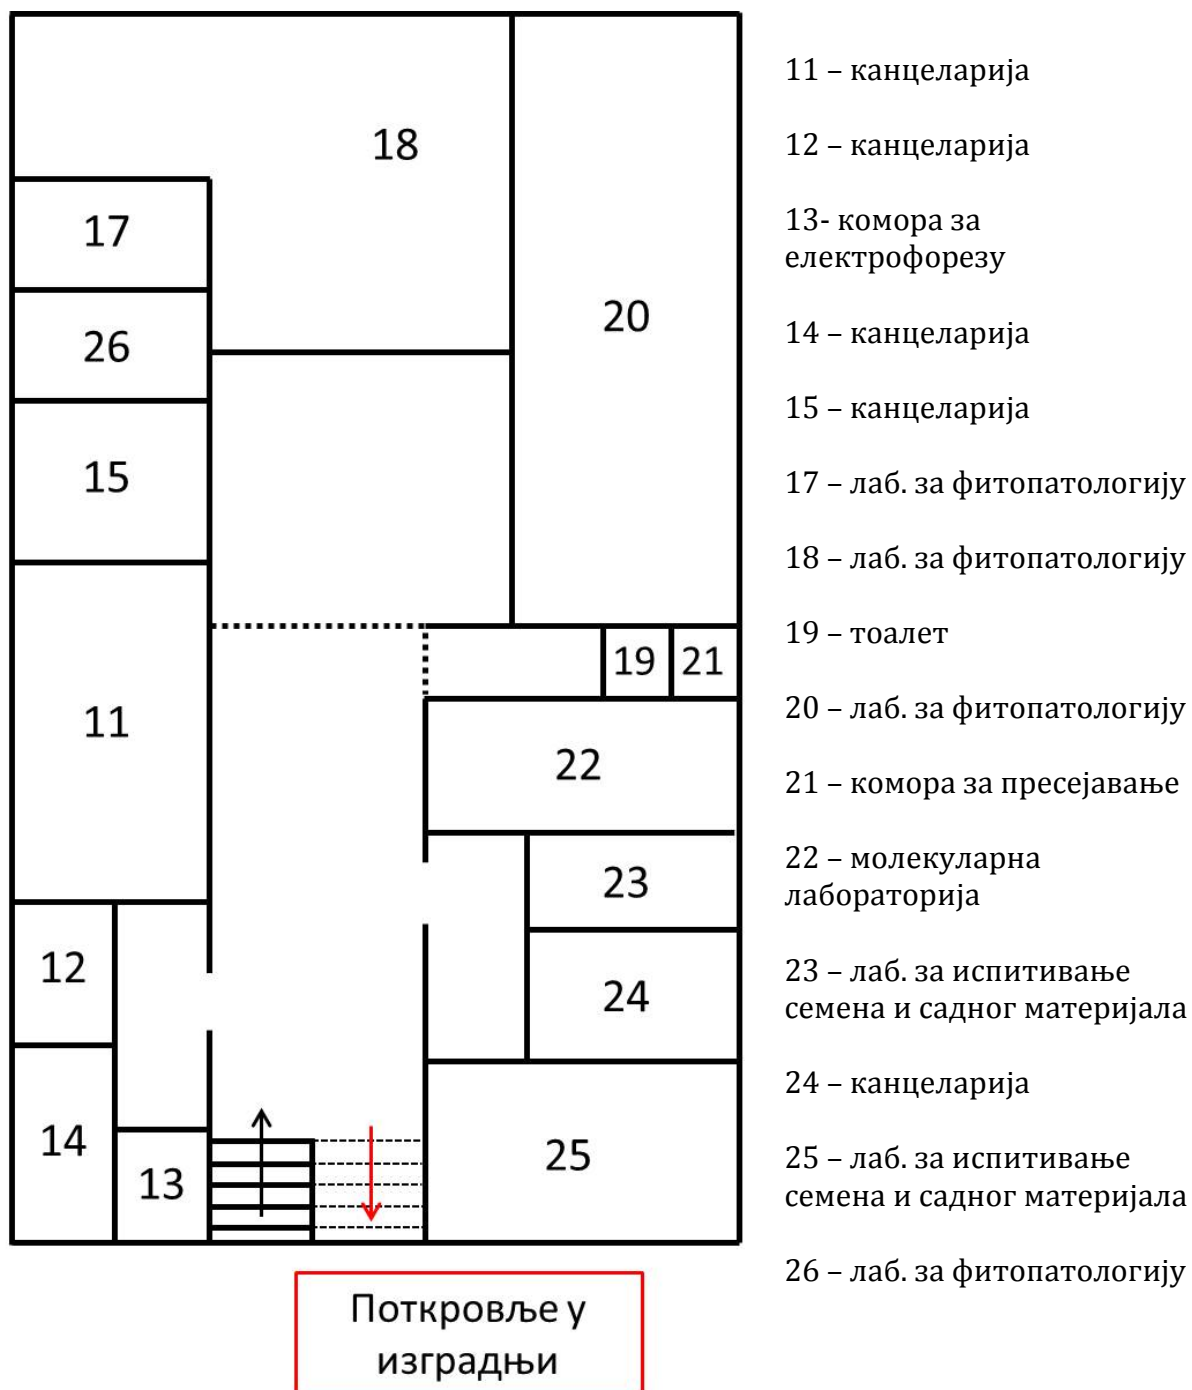 18
17
20
26
15
19
21
11
22
23
12
24
14
25
13
Поткровље у
изградњи
11 – канцеларија
12 – канцеларија
13- комора за
електрофорезу
14 – канцеларија
15 – канцеларија
17 – лаб. за фитопатологију
18 – лаб. за фитопатологију
19 – тоалет
20 – лаб. за фитопатологију
21 – комора за пресејавање
22 – молекуларна
лабораторија
23 – лаб. за испитивање
семена и садног материјала
24 – канцеларија
25 – лаб. за испитивање
семена и садног материјала
26 – лаб. за фитопатологију